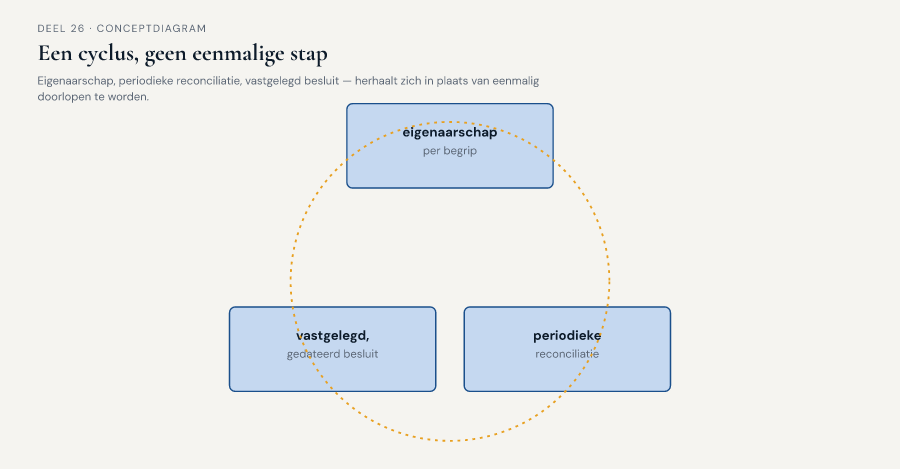 DEEL 26 · CONCEPTDIAGRAM
Een cyclus, geen eenmalige stap
Eigenaarschap, periodieke reconciliatie, vastgelegd besluit — herhaalt zich in plaats van eenmalig
doorlopen te worden.
eigenaarschap
per begrip
vastgelegd,
gedateerd besluit
periodieke
reconciliatie